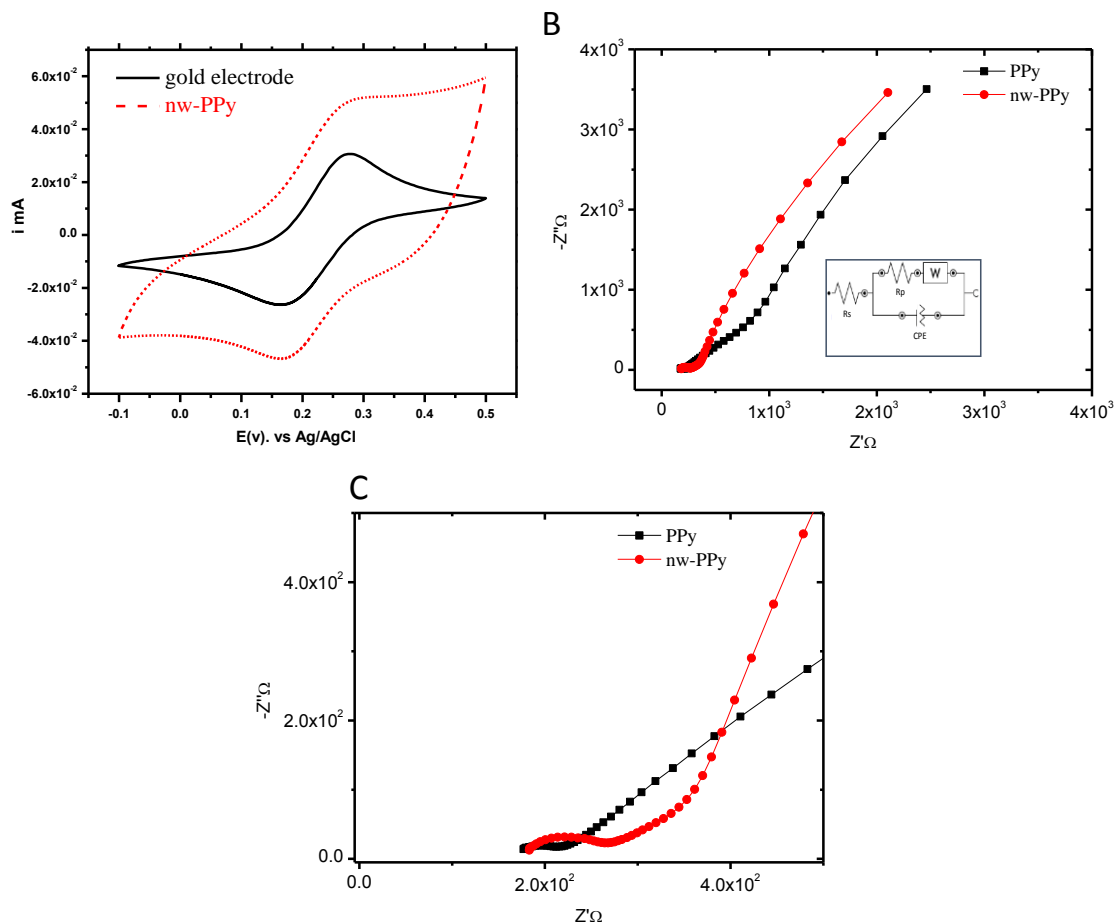 gold electrode
nw-PPy
6.0x10⁻²
4.0x10⁻²
2.0x10⁻²
0.0
-2.0x10⁻²
-4.0x10⁻²
-6.0x10⁻²
i mA
-0.1
0.0
0.1
0.2
0.3
0.4
0.5
E(v). vs Ag/AgCl
B
PPy
nw-PPy
4x10³
3x10³
2x10³
1x10³
0
-Z''Ω
Rs
Rp
W
CPE
0
1x10³
2x10³
3x10³
4x10³
Z'Ω
C
PPy
nw-PPy
4.0x10²
2.0x10²
0.0
-Z''Ω
0.0
2.0x10²
4.0x10²
Z'Ω